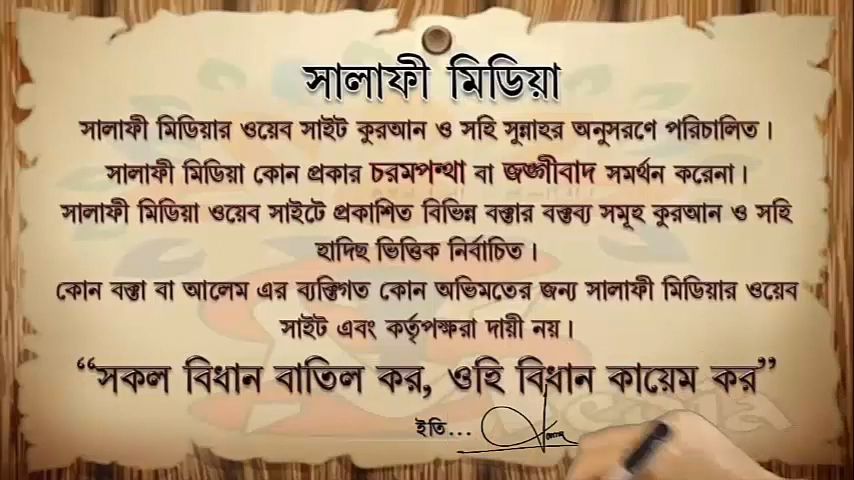 সালাফী মিডিয়া
সালাফী মিডিয়ার ওয়েব সাইট কুরআন ও সহি সুন্নাহর অনুসরণে পরিচালিত।
সালাফী মিডিয়া কোন প্রকার চরমপন্থা বা জঙ্গীবাদ সমর্থন করেনা।
সালাফী মিডিয়া ওয়েব সাইটে প্রকাশিত বিভিন্ন বক্তার বক্তব্য সমূহ কুরআন ও সহি
হাদিছ ভিত্তিক নির্বাচিত।
কোন বক্তা বা আলেম এর ব্যক্তিগত কোন অভিমতের জন্য সালাফী মিডিয়ার ওয়েব
সাইট এবং কর্তৃপক্ষরা দায়ী নয়।
“সকল বিধান বাতিল কর, ওহি বিধান কায়েম কর”
ইতি...